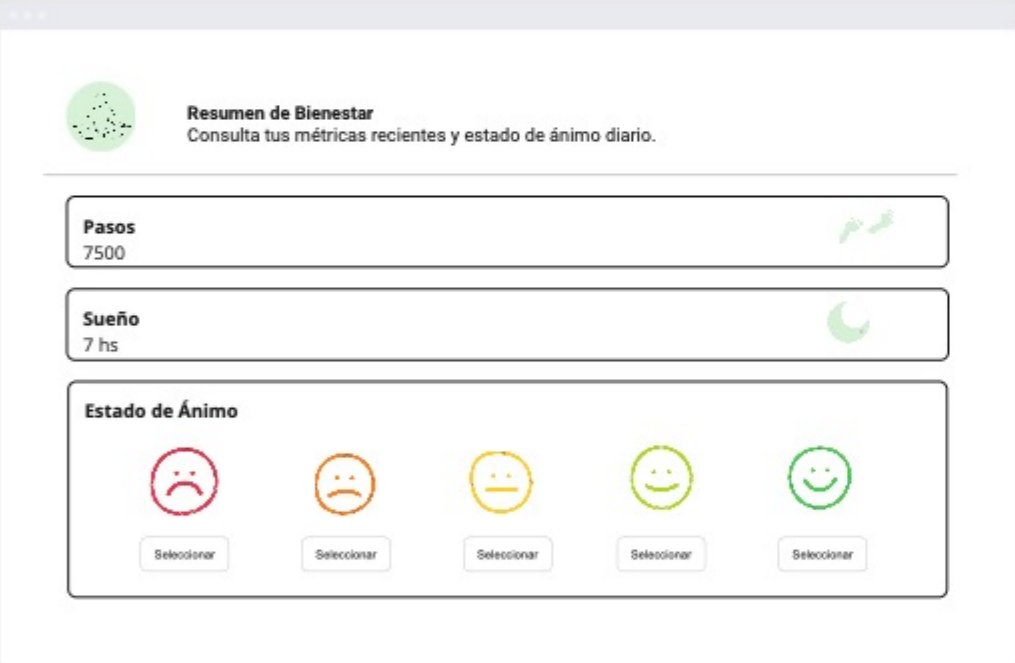 Resumen de Bienestar
Consulta tus métricas recientes y estado de ánimo diario.
Pasos
7500
Sueño
7 hs
Estado de Ánimo
Seleccionar Seleccionar Seleccionar Seleccionar Seleccionar